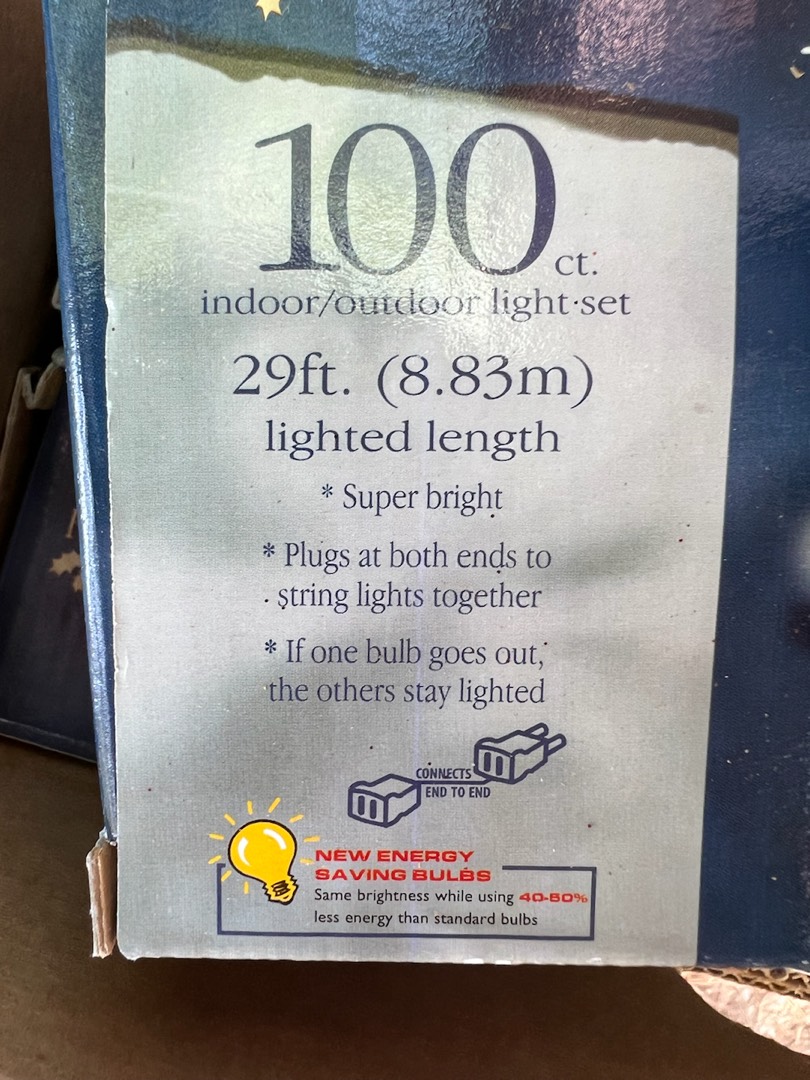 100 ct.
indoor/outdoor light set
29ft. (8.83m)
lighted length
* Super bright
* Plugs at both ends to
string lights together
* If one bulb goes out,
the others stay lighted
CONNECTS
END TO END
NEW ENERGY
SAVING BULBS
Same brightness while using 40-50%
less energy than standard bulbs